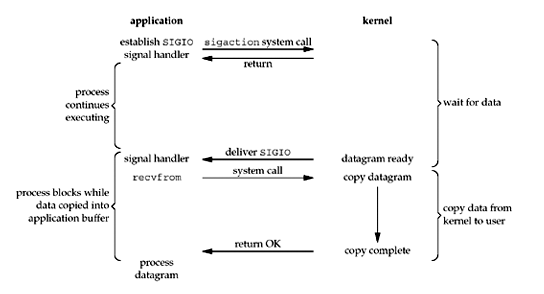 application
kernel
establish SIGIO
signal handler
sigaction system call
return
process
continues
executing
wait for data
signal handler
deliver SIGIO
datagram ready
recvfrom
system call
copy datagram
process blocks while
data copied into
application buffer
copy data from
kernel to user
return OK
copy complete
process
datagram